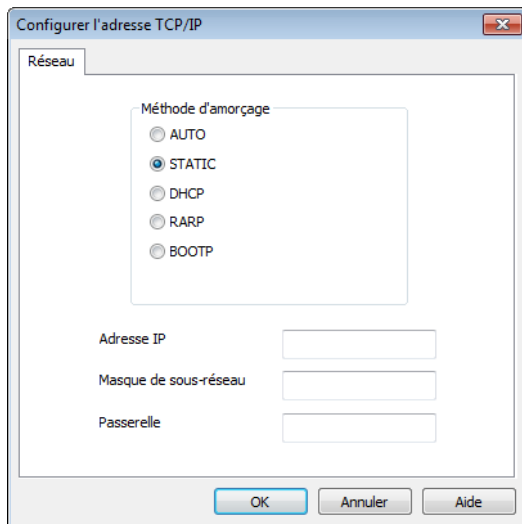 Configurer l'adresse TCP/IP
Réseau
Méthode d'amorçage
AUTO
STATIC
DHCP
RARP
BOOTP
Adresse IP
Masque de sous-réseau
Passerelle
OK Annuler Aide